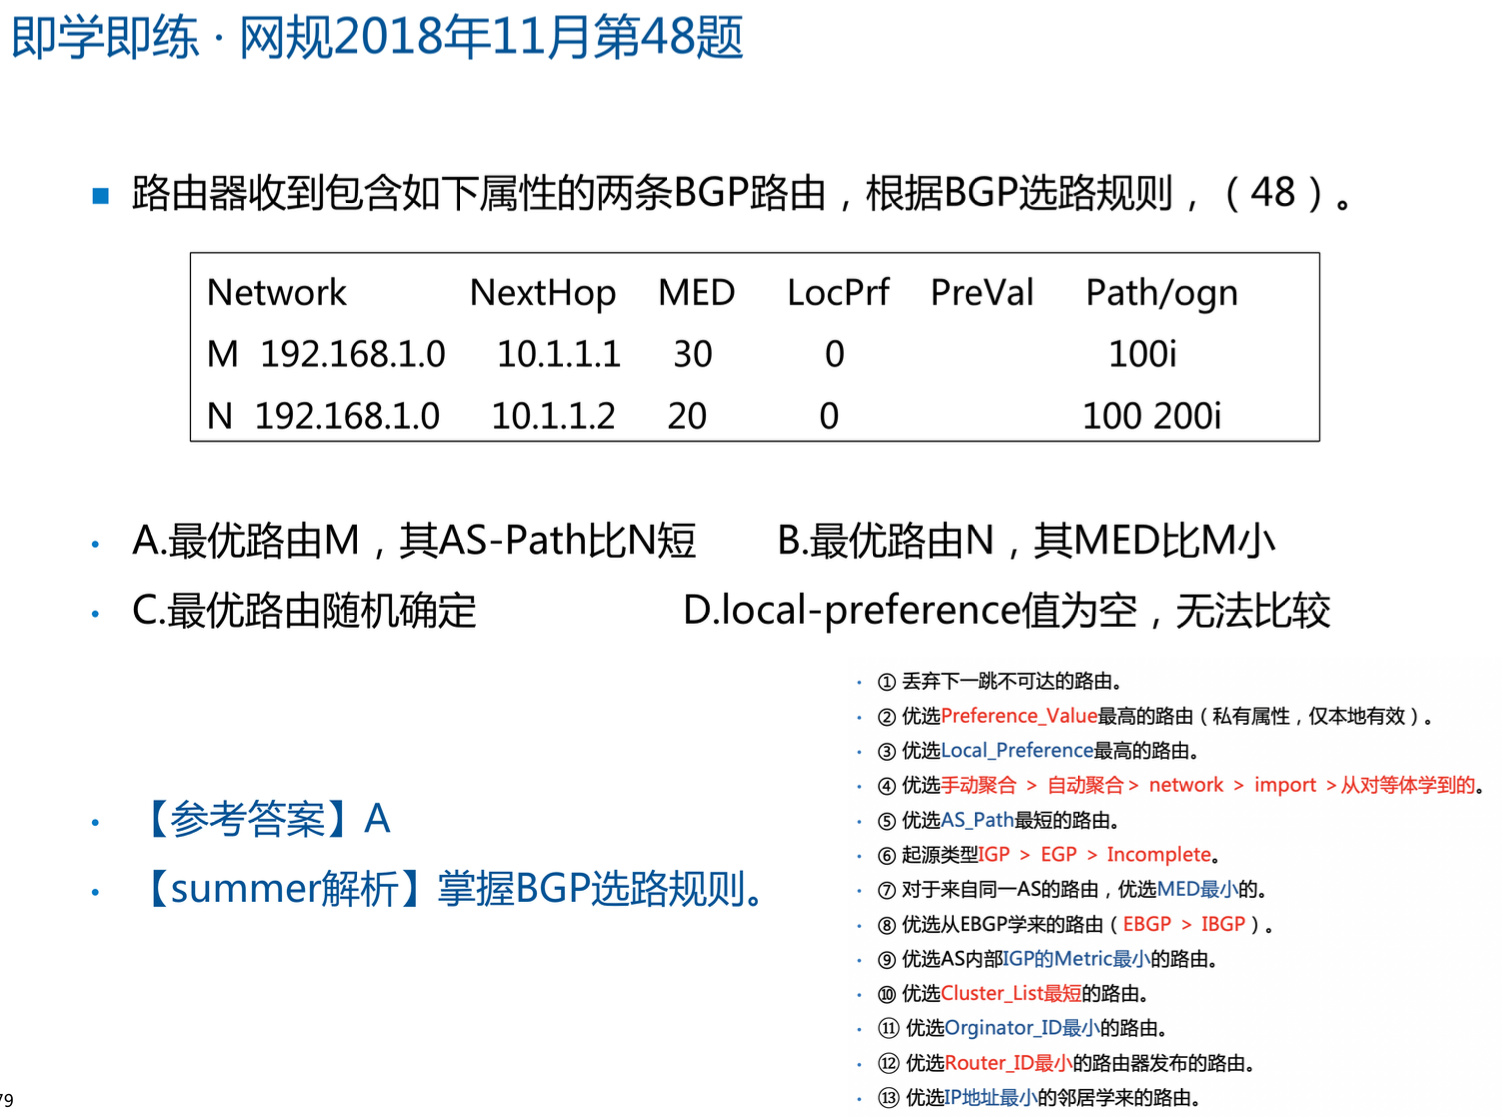 即学即练 · 网规2018年11月第48题
■ 路由器收到包含如下属性的两条BGP路由，根据BGP选路规则，（48）。
Network NextHop MED LocPrf PreVal Path/ogn
M 192.168.1.0 10.1.1.1 30 0 100i
N 192.168.1.0 10.1.1.2 20 0 100 200i
• A.最优路由M，其AS-Path比N短 B.最优路由N，其MED比M小
• C.最优路由随机确定 D.local-preference值为空，无法比较
• 【参考答案】A
• 【summer解析】掌握BGP选路规则。
• ① 丢弃下一跳不可达的路由。
• ② 优选Preference_Value最高的路由（私有属性，仅本地有效）。
• ③ 优选Local_Preference最高的路由。
• ④ 优选手动聚合 > 自动聚合 > network > import > 从对等体学到的。
• ⑤ 优选AS_Path最短的路由。
• ⑥ 起源类型IGP > EGP > Incomplete。
• ⑦ 对于来自同一AS的路由，优选MED最小的。
• ⑧ 优选从EBGP学来的路由（EBGP > IBGP）。
• ⑨ 优选AS内部IGP的Metric最小的路由。
• ⑩ 优选Cluster_List最短的路由。
• ⑪ 优选Orginator_ID最小的路由。
• ⑫ 优选Router_ID最小的路由器发布的路由。
• ⑬ 优选IP地址最小的邻居学来的路由。
79